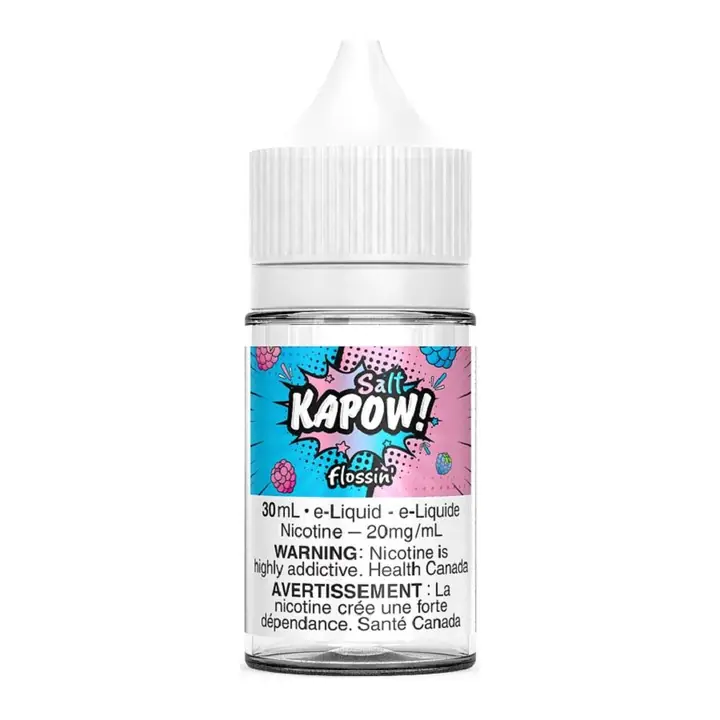 Salt
KAPOW!
flossin'
30mL • e-Liquid - e-Liquide
Nicotine – 20mg/mL
WARNING: Nicotine is
highly addictive. Health Canada
AVERTISSEMENT : La
nicotine crée une forte
dépendance. Santé Canada